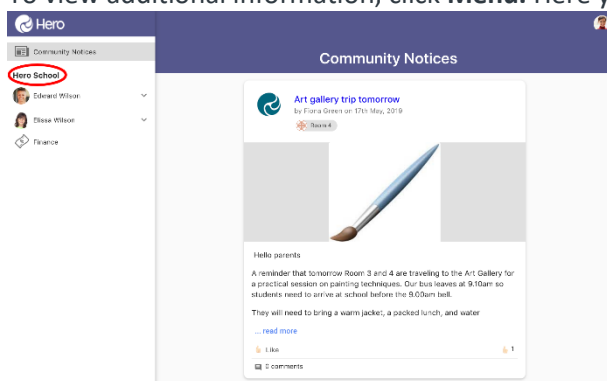 To view additional information, click Menu. Here y
Hero
Community Notices
Hero School
Edward Wilson
Elissa Wilson
Finance
Community Notices
Art gallery trip tomorrow
by Fiona Green on 17th May, 2019
Room 4
Hello parents
A reminder that tomorrow Room 3 and 4 are traveling to the Art Gallery for
a practical session on painting techniques. Our bus leaves at 9.10am so
students need to arrive at school before the 9.00am bell.
They will need to bring a warm jacket, a packed lunch, and water
... read more
Like
1
0 comments